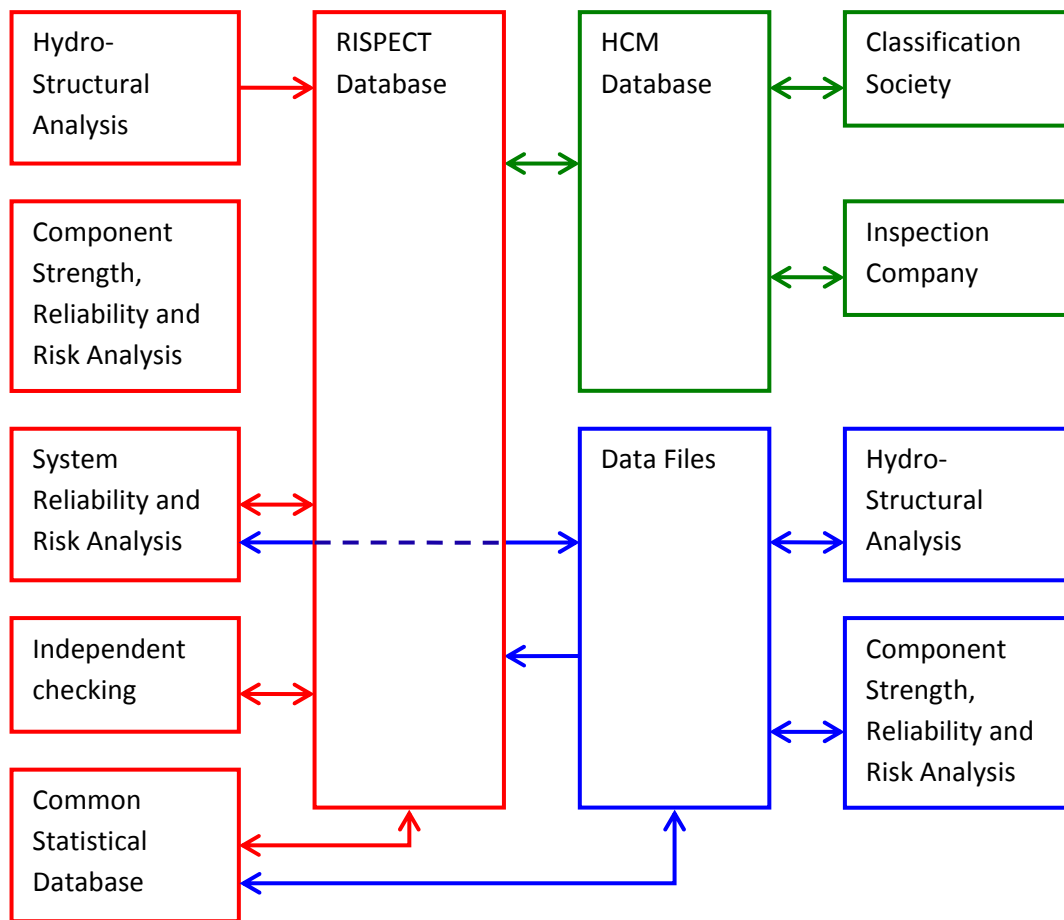 Hydro-
Structural
Analysis
RISPECT
Database
HCM
Database
Classification
Society
Component
Strength,
Reliability and
Risk Analysis
Inspection
Company
System
Reliability and
Risk Analysis
Data Files
Hydro-
Structural
Analysis
Independent
checking
Component
Strength,
Reliability and
Risk Analysis
Common
Statistical
Database